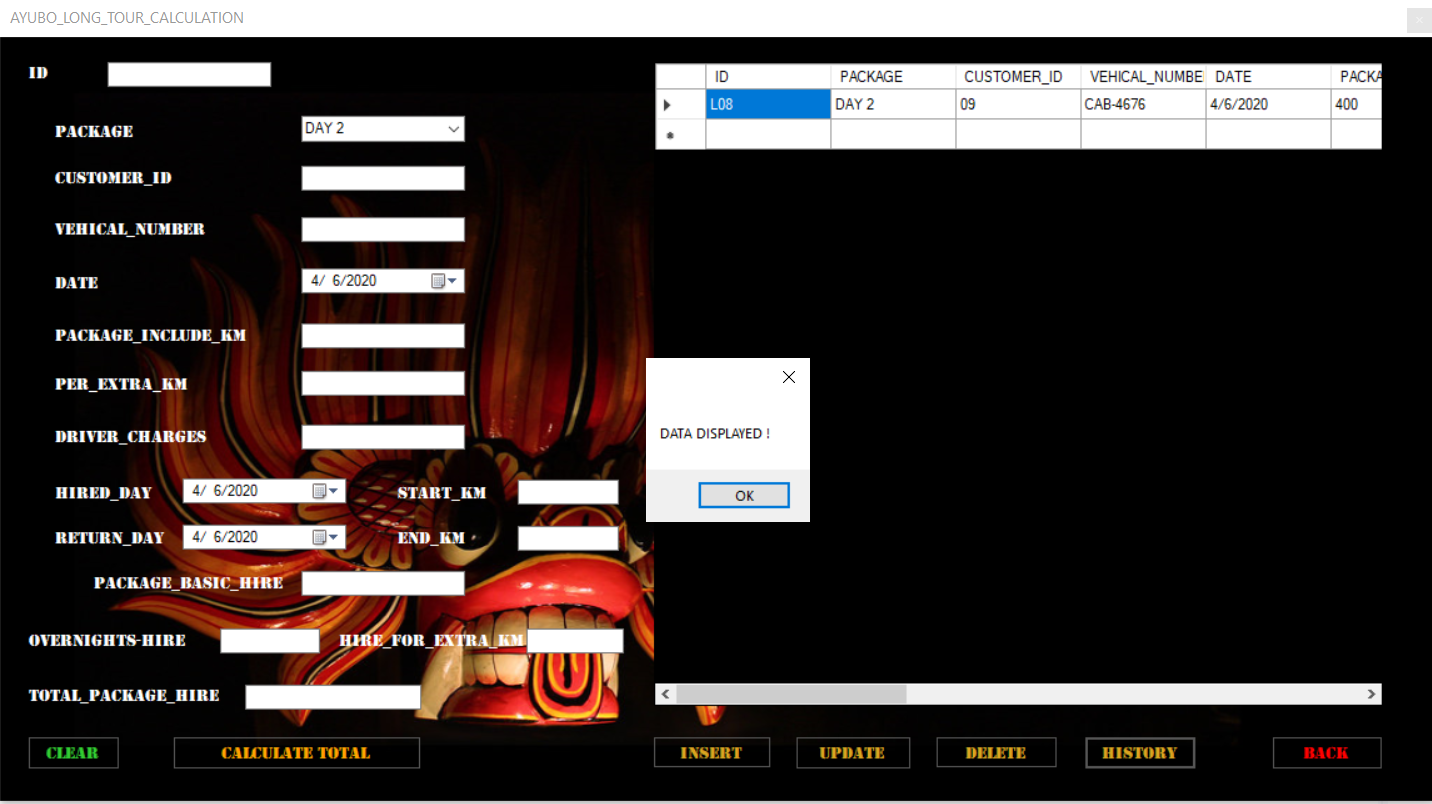 AYUBO_LONG_TOUR_CALCULATION
ID
PACKAGE DAY 2
CUSTOMER_ID
VEHICAL_NUMBER
DATE 4/ 6/2020
PACKAGE_INCLUDE_KM
PER_EXTRA_KM
DRIVER_CHARGES
HIRED_DAY 4/ 6/2020 START_KM
RETURN_DAY 4/ 6/2020 END_KM
PACKAGE_BASIC_HIRE
OVERNIGHTS-HIRE HIRE_FOR_EXTRA_KM
TOTAL_PACKAGE_HIRE
CLEAR CALCULATE TOTAL
ID PACKAGE CUSTOMER_ID VEHICAL_NUMBE DATE PACKA
L08 DAY 2 09 CAB-4676 4/6/2020 400
DATA DISPLAYED !
OK
INSERT UPDATE DELETE HISTORY BACK